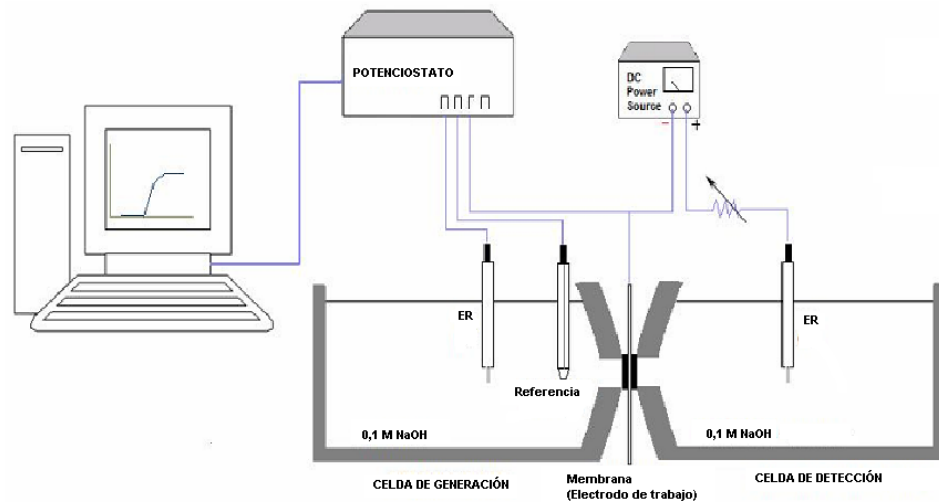 POTENCIOSTATO
DC
Power
Source
- +
ER
Referencia
ER
0,1 M NaOH
0,1 M NaOH
CELDA DE GENERACIÓN
Membrana
(Electrodo de trabajo)
CELDA DE DETECCIÓN